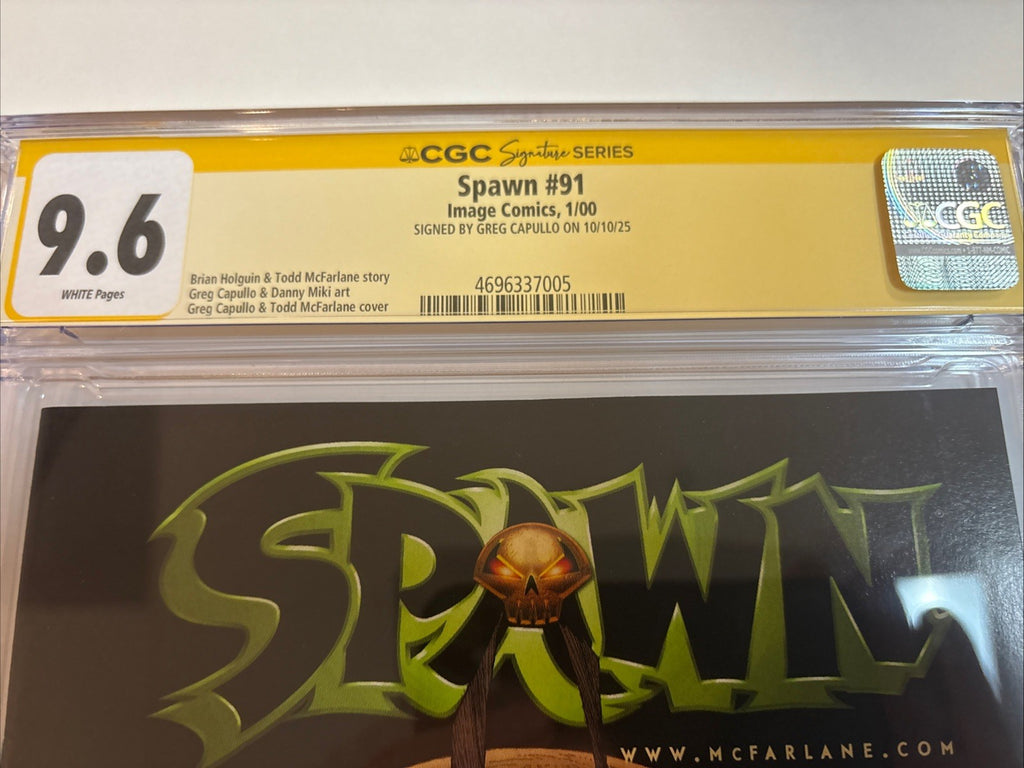 CGC Signature SERIES
9.6
WHITE Pages
Spawn #91
Image Comics, 1/00
SIGNED BY GREG CAPULLO ON 10/10/25
Brian Holguin & Todd McFarlane story
Greg Capullo & Danny Miki art
Greg Capullo & Todd McFarlane cover
4696337005
CGC
SPAWN
WWW.MCFARLANE.COM